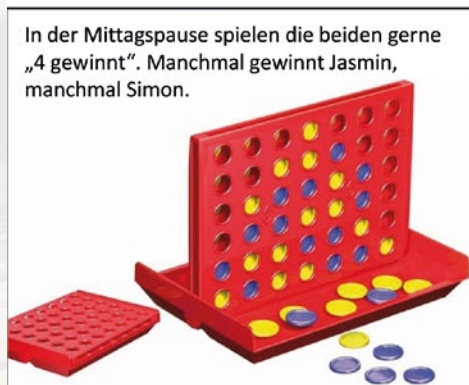 In der Mittagspause spielen die beiden gerne
„4 gewinnt“. Manchmal gewinnt Jasmin,
manchmal Simon.